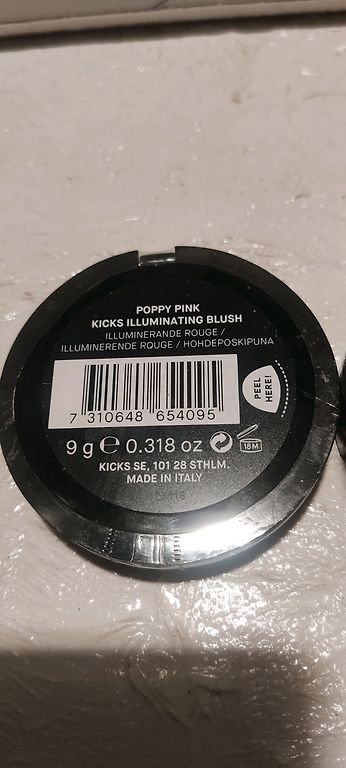 POPPY PINK
KICKS ILLUMINATING BLUSH
ILLUMINERANDE ROUGE /
ILLUMINERENDE ROUGE / HOHDEPOSKIPUNA
PEEL
HERE!
7 310648 654095
9 g ℮ 0.318 oz
18M
KICKS SE, 101 28 STHLM.
MADE IN ITALY